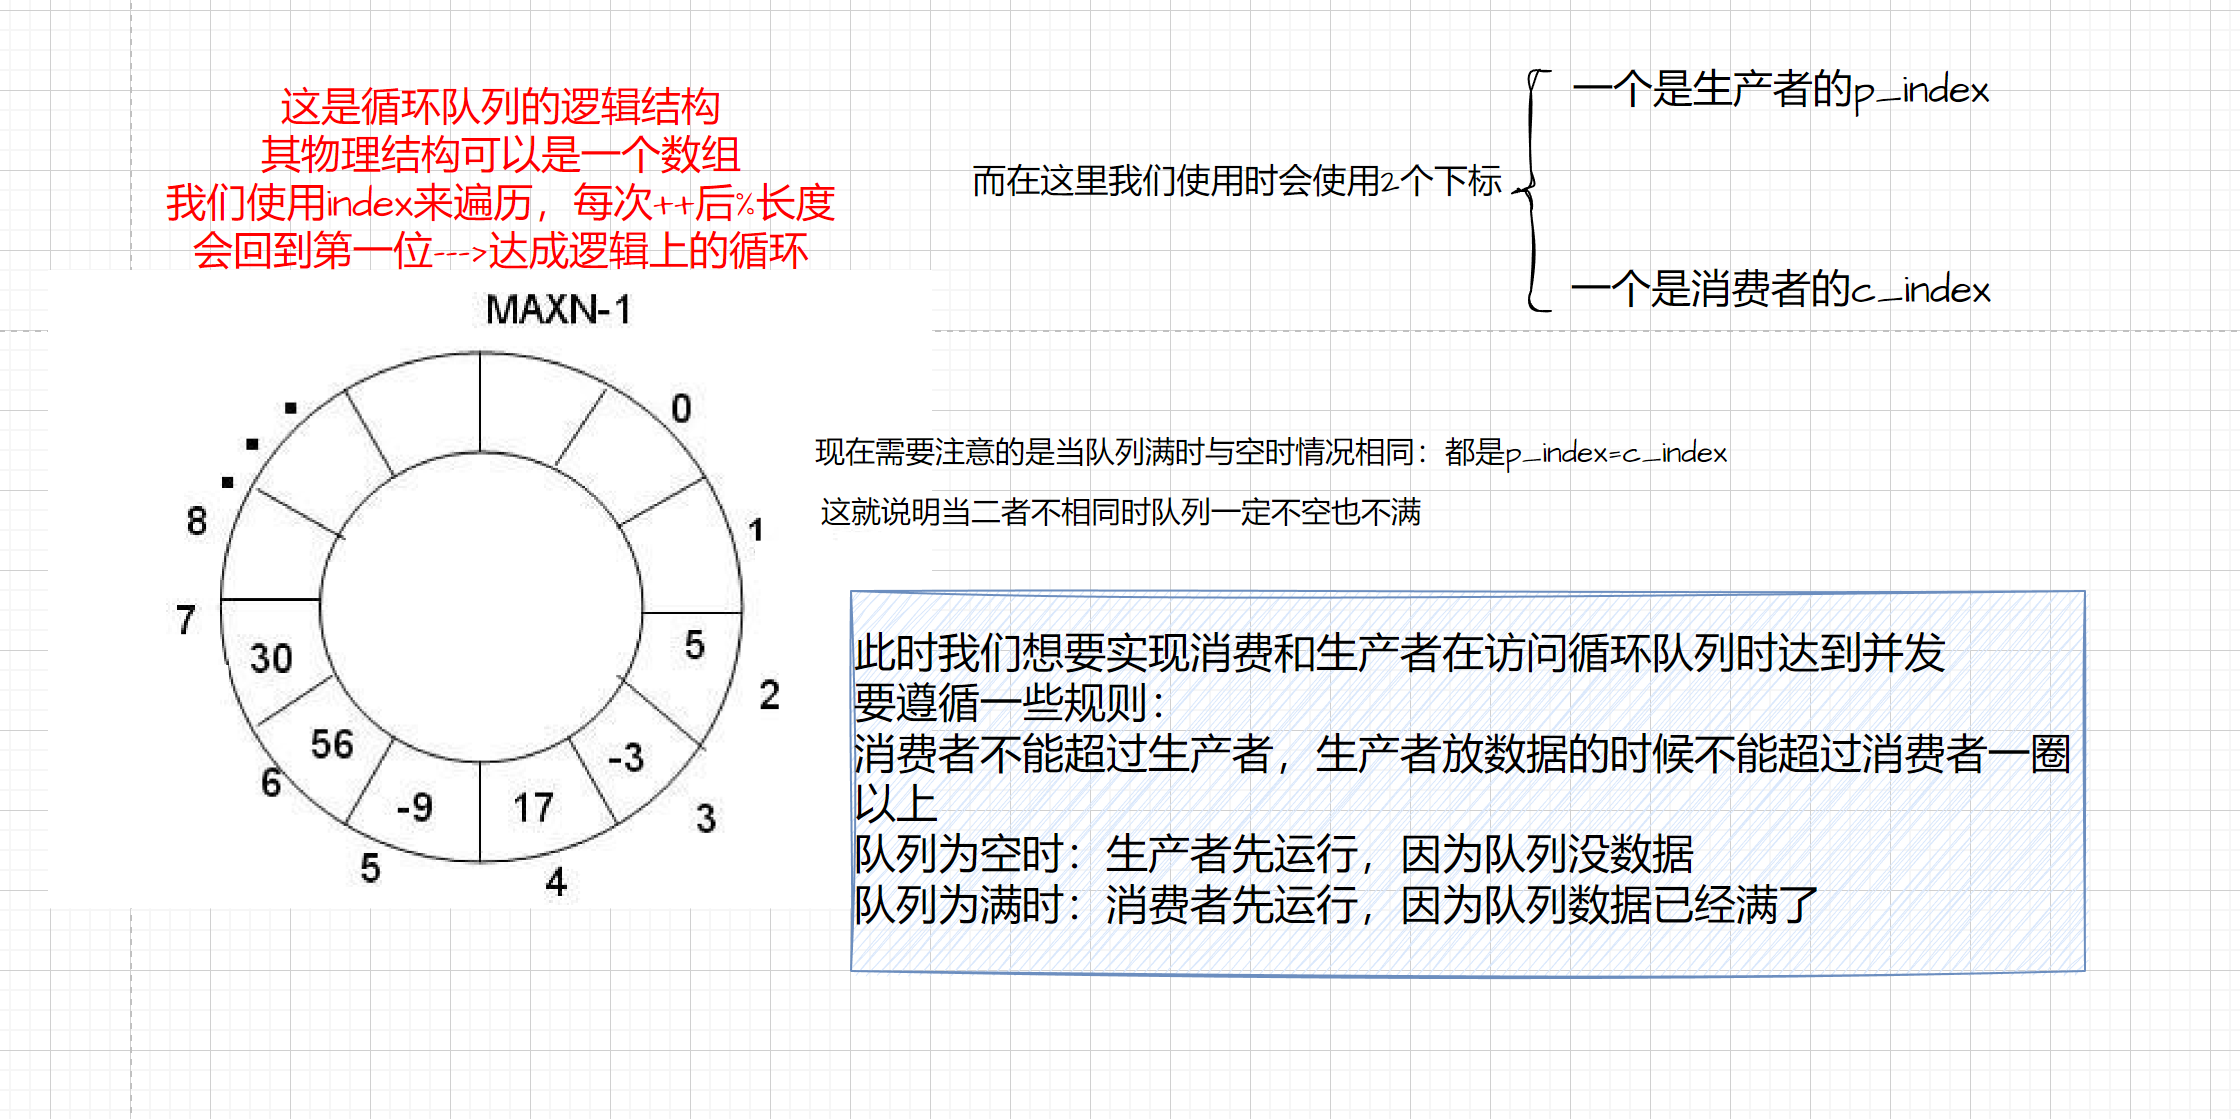 这是循环队列的逻辑结构
其物理结构可以是一个数组
我们使用index来遍历，每次++后%长度
会回到第一位--->达成逻辑上的循环
一个是生产者的p_index
而在这里我们使用时会使用2个下标
一个是消费者的c_index
MAXN-1
0
1
2
3
4
5
6
7
8
5
-3
17
-9
56
30
现在需要注意的是当队列满时与空时情况相同：都是p_index=c_index
这就说明当二者不相同时队列一定不空也不满
此时我们想要实现消费和生产者在访问循环队列时达到并发
要遵循一些规则：
消费者不能超过生产者，生产者放数据的时候不能超过消费者一圈
以上
队列为空时：生产者先运行，因为队列没数据
队列为满时：消费者先运行，因为队列数据已经满了